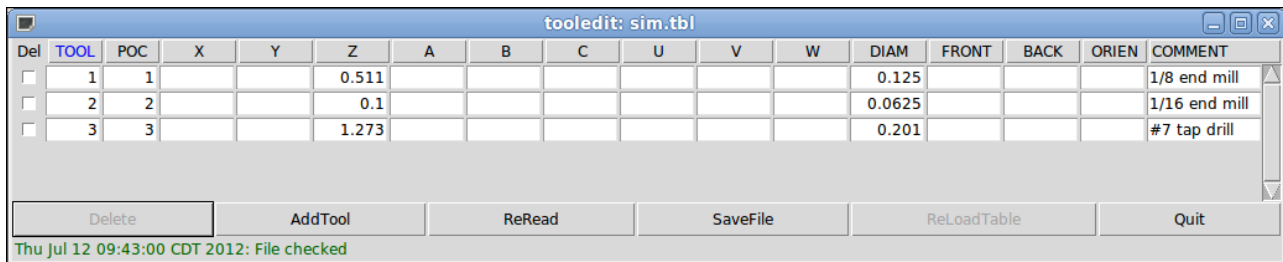 tooledit: sim.tbl
Del TOOL POC X Y Z A B C U V W DIAM FRONT BACK ORIEN COMMENT
1 1 0.511 0.125 1/8 end mill
2 2 0.1 0.0625 1/16 end mill
3 3 1.273 0.201 #7 tap drill
Delete AddTool ReRead SaveFile ReLoadTable Quit
Thu Jul 12 09:43:00 CDT 2012: File checked